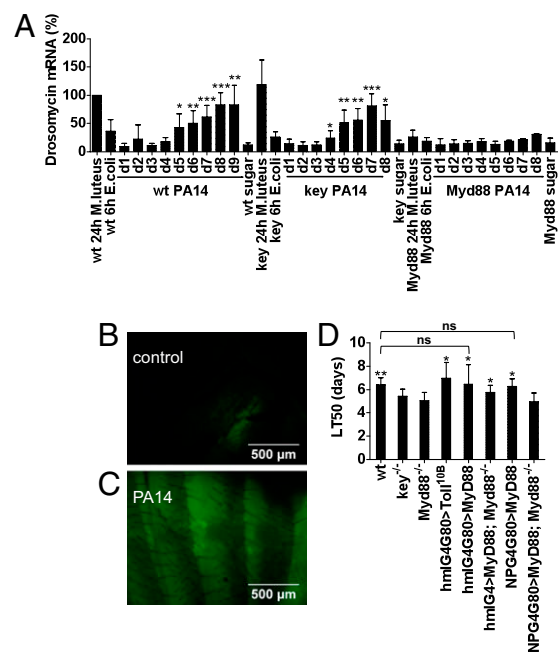 A
Drosomycin mRNA (%)
200
150
100
50
0
* ** *** *** **
* ** ** *** *
wt 24h M.luteus
wt 6h E.coli
d1 d2 d3 d4 d5 d6 d7 d8 d9
wt PA14
wt sugar
key 24h M.luteus
key 6h E.coli
d1 d2 d3 d4 d5 d6 d7 d8
key PA14
key sugar
Myd88 24h M.luteus
Myd88 6h E.coli
d1 d2 d3 d4 d5 d6 d7 d8
Myd88 PA14
Myd88 sugar
B
control
500 µm
C
PA14
500 µm
D
LT50 (days)
10
8
6
4
2
0
ns
ns
** * * * *
wt
key-/-
Myd88-/-
hmlG4G80>Toll10B
hmlG4G80>MyD88
hmlG4>MyD88; Myd88-/-
NPG4G80>MyD88
NPG4G80>MyD88; Myd88-/-